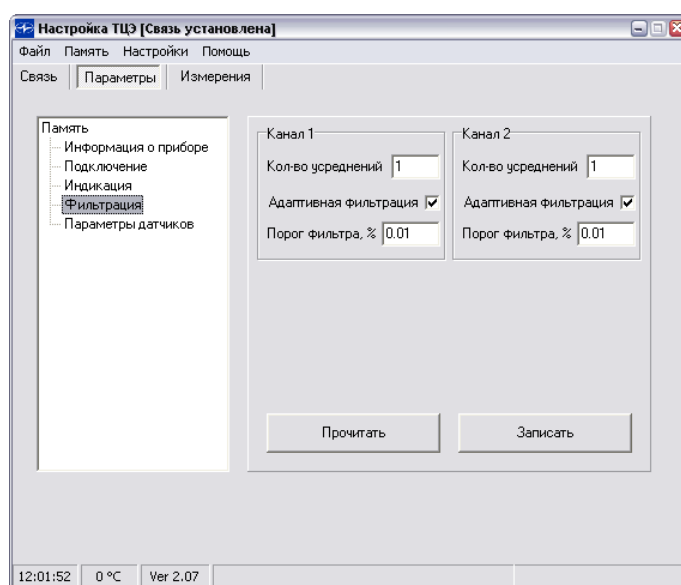 Настройка ТЦЭ [Связь установлена]
Файл Память Настройки Помощь
Связь Параметры Измерения
Память
Информация о приборе
Подключение
Индикация
Фильтрация
Параметры датчиков
Канал 1
Кол-во усреднений 1
Адаптивная фильтрация
Порог фильтра, % 0.01
Канал 2
Кол-во усреднений 1
Адаптивная фильтрация
Порог фильтра, % 0.01
Прочитать Записать
12:01:52 0 °C Ver 2.07